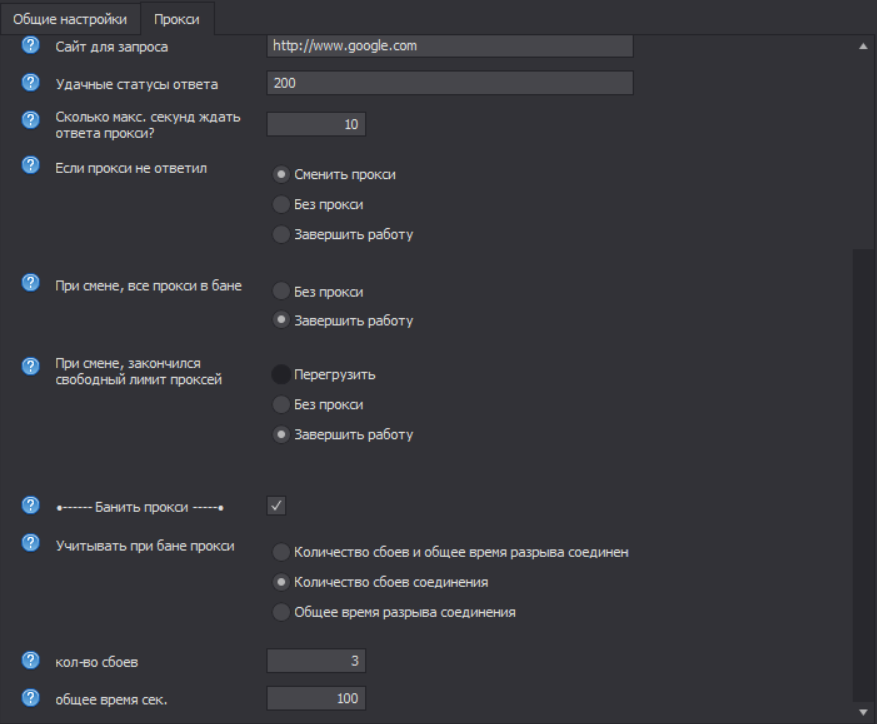 Общие настройки Прокси
Сайт для запроса http://www.google.com
Удачные статусы ответа 200
Сколько макс. секунд ждать
ответа прокси? 10
Если прокси не ответил
Сменить прокси
Без прокси
Завершить работу
При смене, все прокси в бане
Без прокси
Завершить работу
При смене, закончился
свободный лимит проксей
Перегрузить
Без прокси
Завершить работу
•------ Банить прокси -----•
Учитывать при бане прокси
Количество сбоев и общее время разрыва соединен
Количество сбоев соединения
Общее время разрыва соединения
кол-во сбоев 3
общее время сек. 100